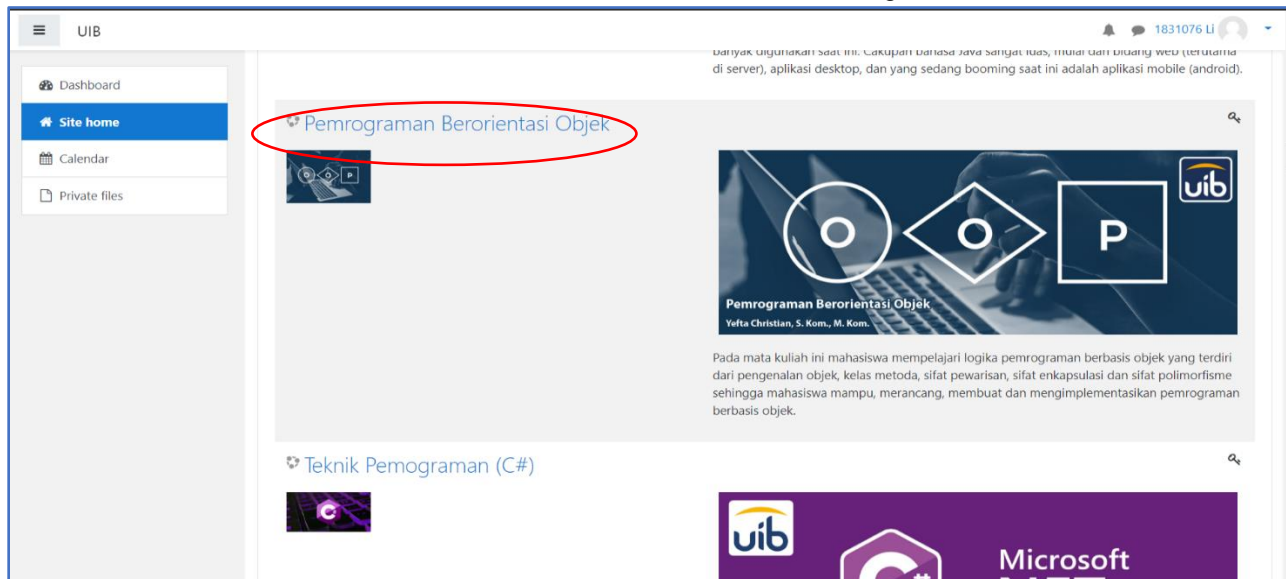 UIB
1831076 Li
Dashboard
Site home
Calendar
Private files
banyak digunakan saat ini. Cakupan bahasa Java sangat luas, mulai dari bidang web (terutama
di server), aplikasi desktop, dan yang sedang booming saat ini adalah aplikasi mobile (android).
Pemrograman Berorientasi Objek
O O P
uib
O O P
Pemrograman Berorientasi Objek
Yefta Christian, S. Kom., M. Kom.
Pada mata kuliah ini mahasiswa mempelajari logika pemrograman berbasis objek yang terdiri
dari pengenalan objek, kelas metoda, sifat pewarisan, sifat enkapsulasi dan sifat polimorfisme
sehingga mahasiswa mampu, merancang, membuat dan mengimplementasikan pemrograman
berbasis objek.
Teknik Pemograman (C#)
C
uib
C#
Microsoft